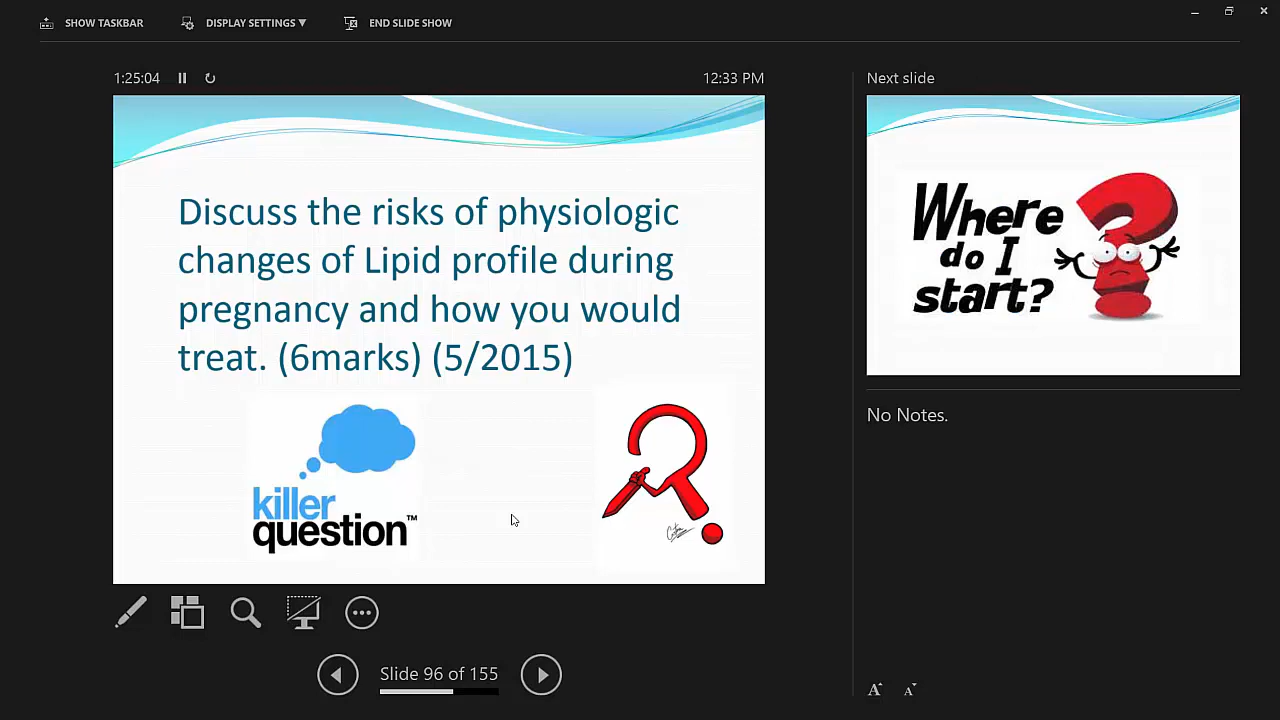 SHOW TASKBAR
DISPLAY SETTINGS ▼
END SLIDE SHOW
1:25:04
12:33 PM
Discuss the risks of physiologic
changes of Lipid profile during
pregnancy and how you would
treat. (6marks) (5/2015)
killer
question™
Slide 96 of 155
Next slide
Where
do I
start?
No Notes.
A
A